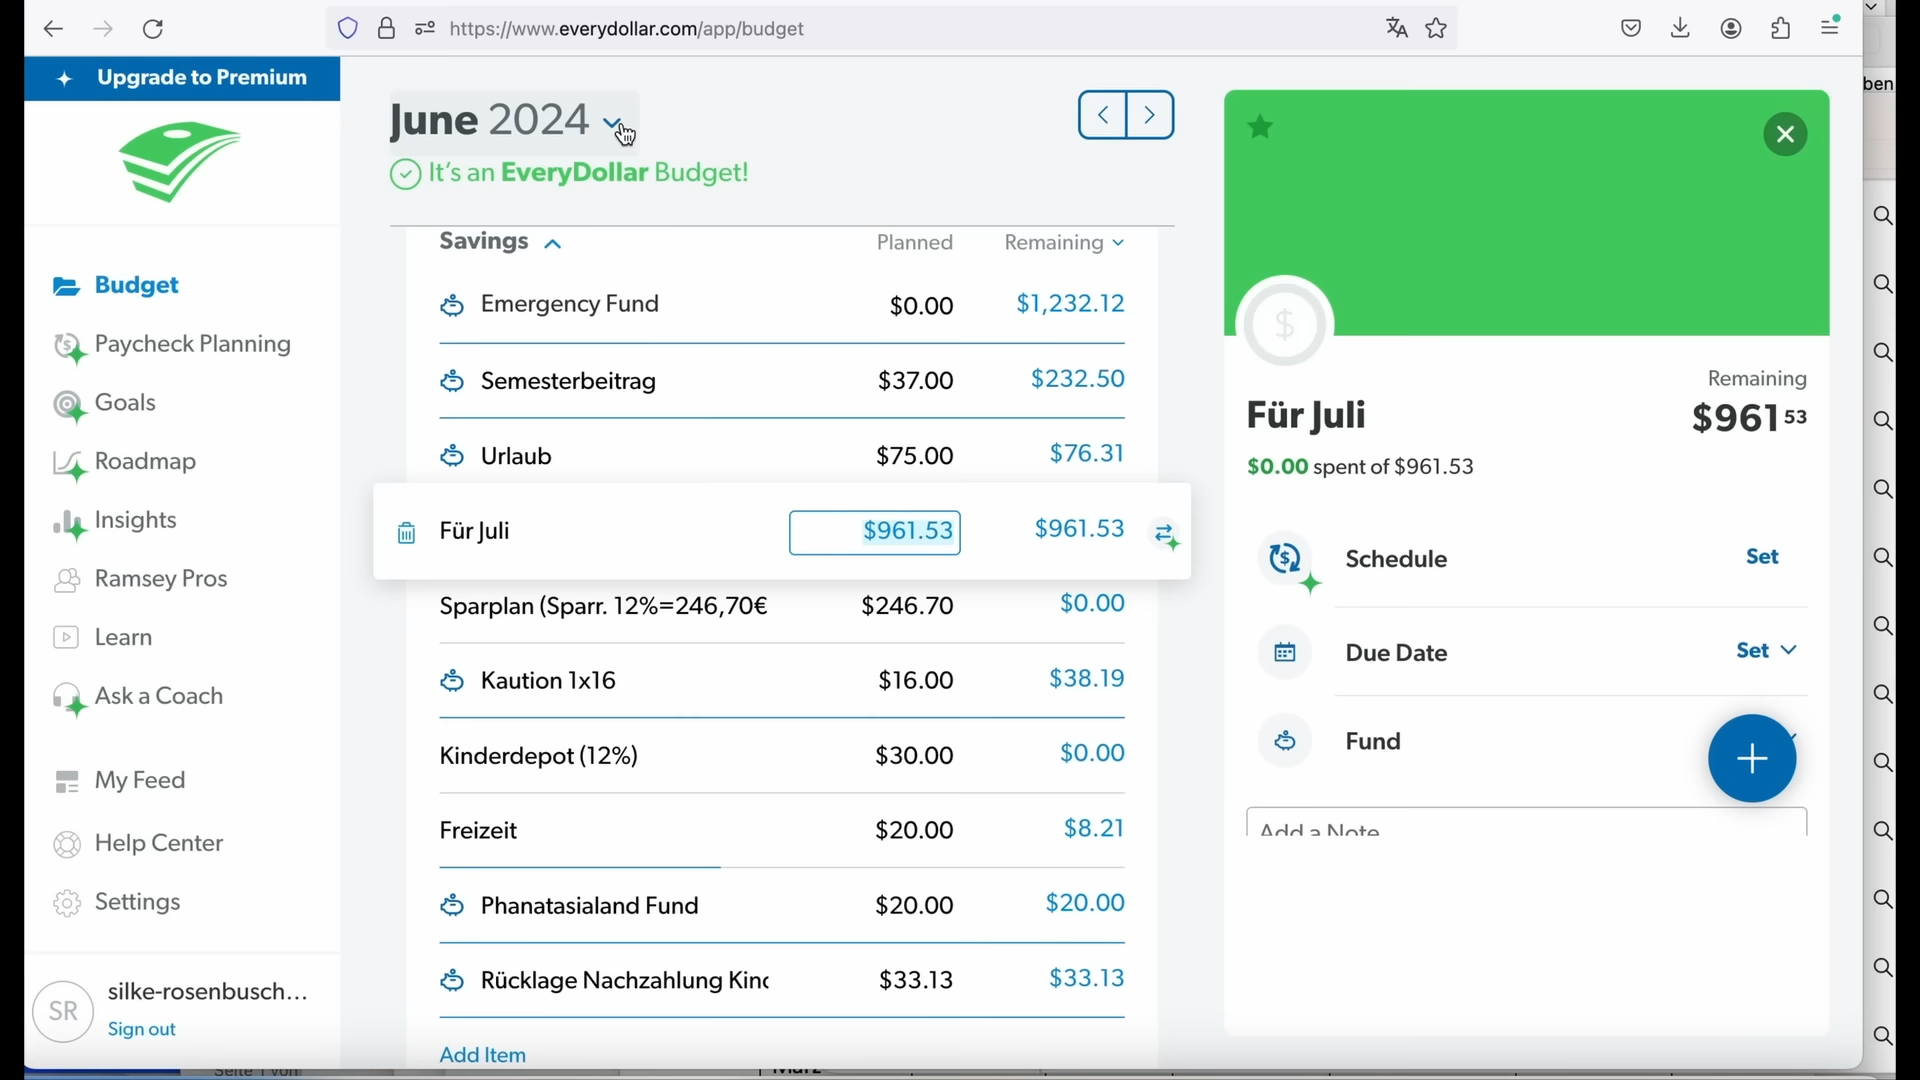 https://www.everydollar.com/app/budget
Upgrade to Premium
ben
June 2024
It's an EveryDollar Budget!
Budget
Paycheck Planning
Goals
Roadmap
Insights
Ramsey Pros
Learn
Ask a Coach
My Feed
Help Center
Settings
SR
silke-rosenbusch...
Sign out
Savings Planned Remaining
Emergency Fund $0.00 $1,232.12
Semesterbeitrag $37.00 $232.50
Urlaub $75.00 $76.31
Für Juli $961.53 $961.53
Sparplan (Sparr. 12%=246,70€ $246.70 $0.00
Kaution 1x16 $16.00 $38.19
Kinderdepot (12%) $30.00 $0.00
Freizeit $20.00 $8.21
Phanatasialand Fund $20.00 $20.00
Rücklage Nachzahlung Kinc $33.13 $33.13
Add Item
$
Remaining
Für Juli $961 53
$0.00 spent of $961.53
Schedule Set
Due Date Set
Fund
Add a Note
Seite 1 von
März